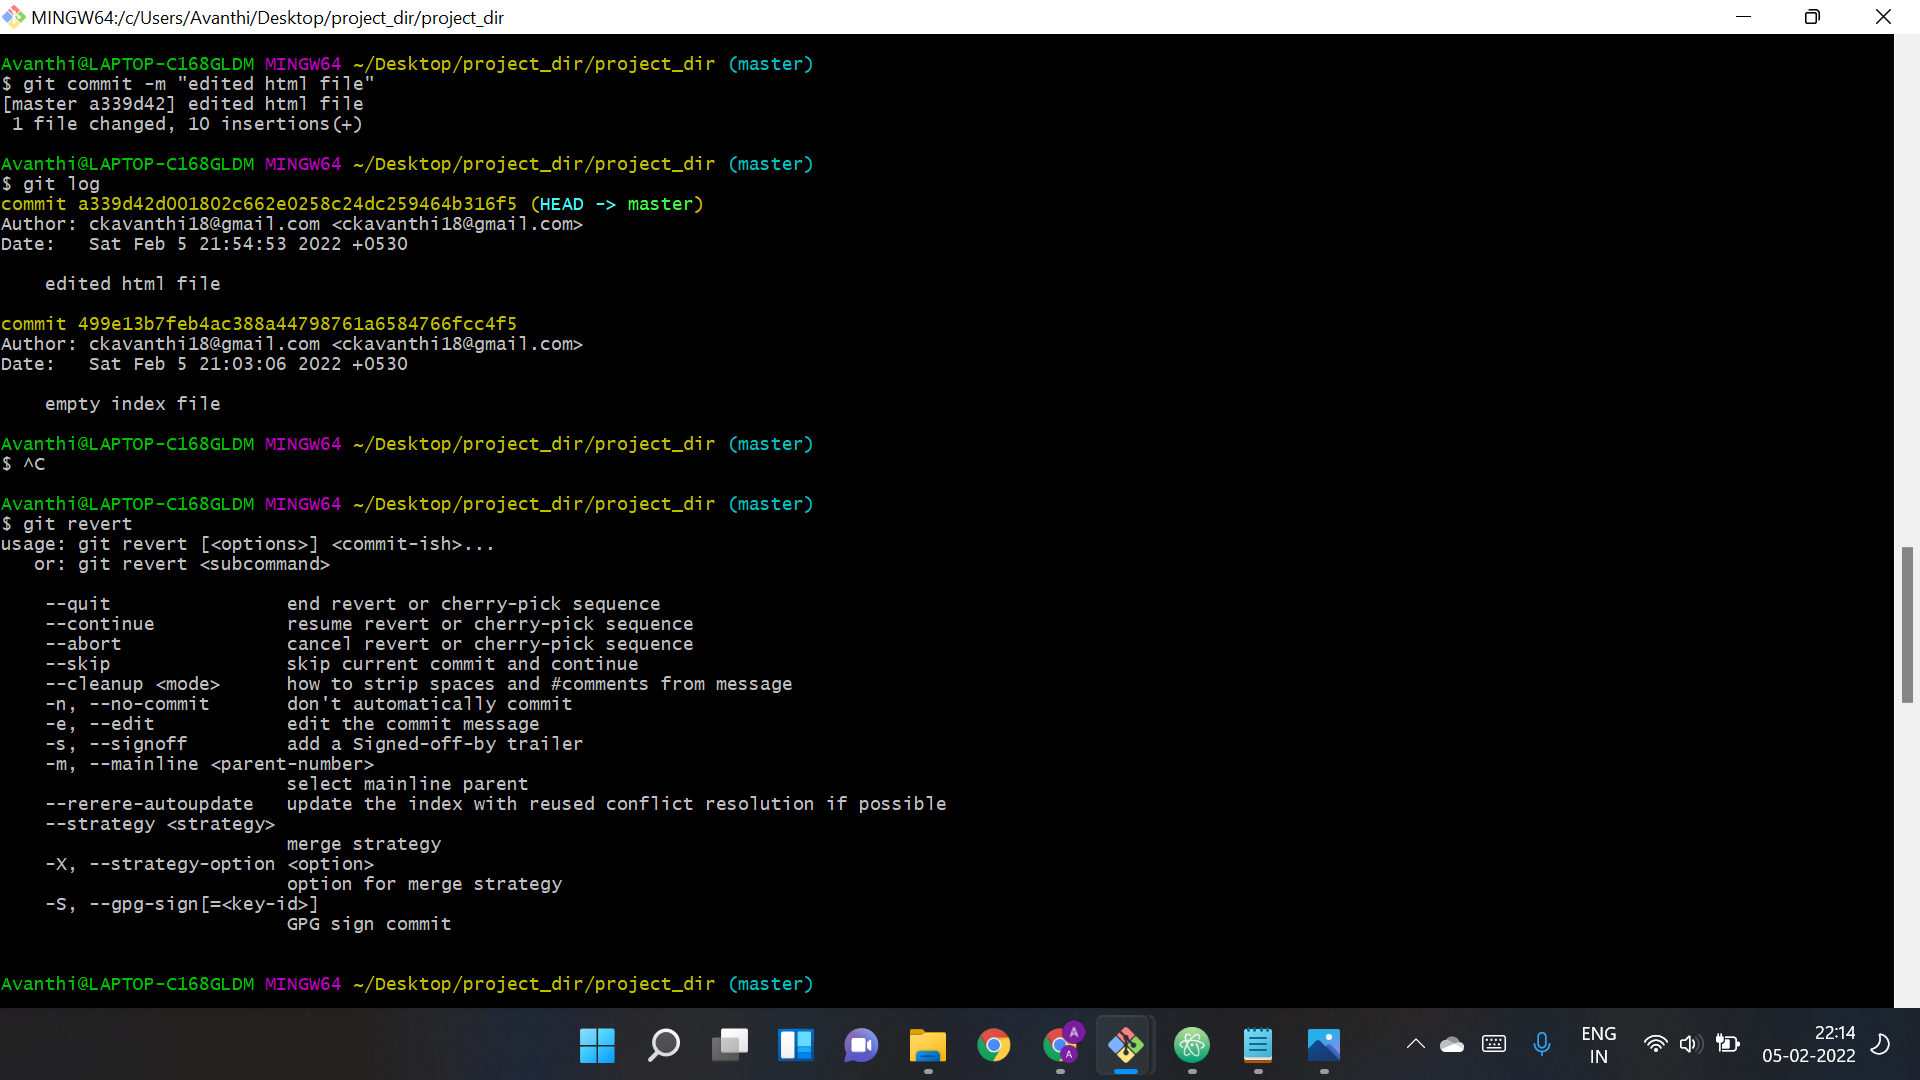 MINGW64:/c/Users/Avanthi/Desktop/project_dir/project_dir
Avanthi@LAPTOP-C168GLDM MINGW64 ~/Desktop/project_dir/project_dir (master)
$ git commit -m "edited html file"
[master a339d42] edited html file
 1 file changed, 10 insertions(+)
Avanthi@LAPTOP-C168GLDM MINGW64 ~/Desktop/project_dir/project_dir (master)
$ git log
commit a339d42d001802c662e0258c24dc259464b316f5 (HEAD -> master)
Author: ckavanthi18@gmail.com <ckavanthi18@gmail.com>
Date:   Sat Feb 5 21:54:53 2022 +0530
    edited html file
commit 499e13b7feb4ac388a44798761a6584766fcc4f5
Author: ckavanthi18@gmail.com <ckavanthi18@gmail.com>
Date:   Sat Feb 5 21:03:06 2022 +0530
    empty index file
Avanthi@LAPTOP-C168GLDM MINGW64 ~/Desktop/project_dir/project_dir (master)
$ ^C
Avanthi@LAPTOP-C168GLDM MINGW64 ~/Desktop/project_dir/project_dir (master)
$ git revert
usage: git revert [<options>] <commit-ish>...
   or: git revert <subcommand>
    --quit                end revert or cherry-pick sequence
    --continue            resume revert or cherry-pick sequence
    --abort               cancel revert or cherry-pick sequence
    --skip                skip current commit and continue
    --cleanup <mode>      how to strip spaces and #comments from message
    -n, --no-commit       don't automatically commit
    -e, --edit            edit the commit message
    -s, --signoff         add a Signed-off-by trailer
    -m, --mainline <parent-number>
                          select mainline parent
    --rerere-autoupdate   update the index with reused conflict resolution if possible
    --strategy <strategy>
                          merge strategy
    -X, --strategy-option <option>
                          option for merge strategy
    -S, --gpg-sign[=<key-id>]
                          GPG sign commit
Avanthi@LAPTOP-C168GLDM MINGW64 ~/Desktop/project_dir/project_dir (master)
A
A
ENG
IN
22:14
05-02-2022